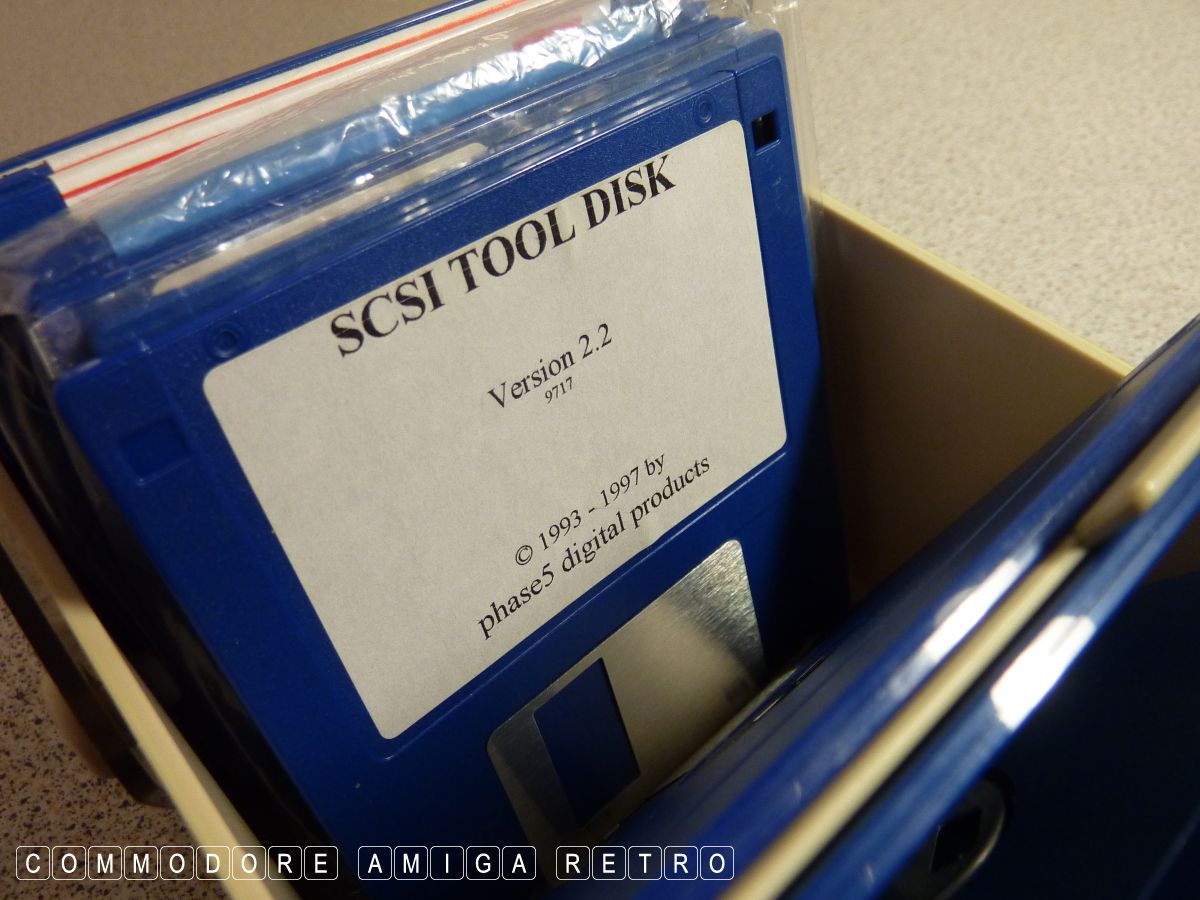 SCSI TOOL DISK
Version 2.2
9717
© 1993 - 1997 by
phase5 digital products
COMMODORE AMIGA RETRO